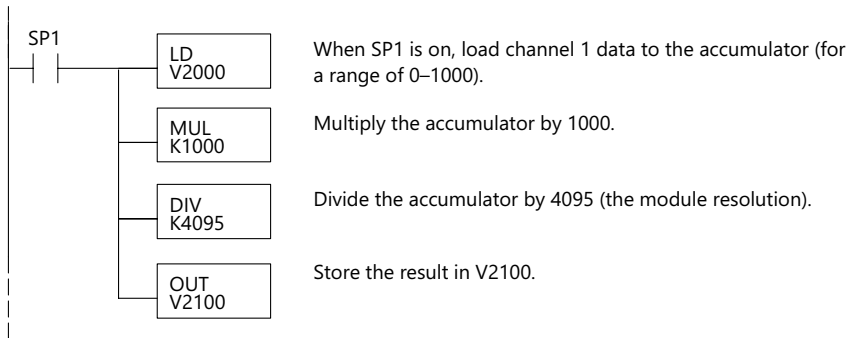 SP1
LD
V2000
When SP1 is on, load channel 1 data to the accumulator (for
a range of 0–1000).
MUL
K1000
Multiply the accumulator by 1000.
DIV
K4095
Divide the accumulator by 4095 (the module resolution).
OUT
V2100
Store the result in V2100.